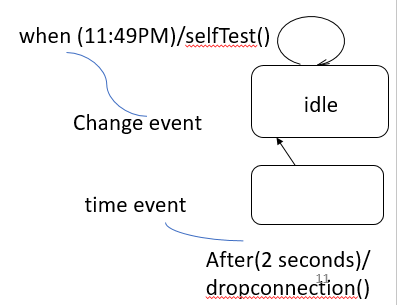 when (11:49PM)/selfTest()
idle
Change event
time event
After(2 seconds)/
11
dropconnection()